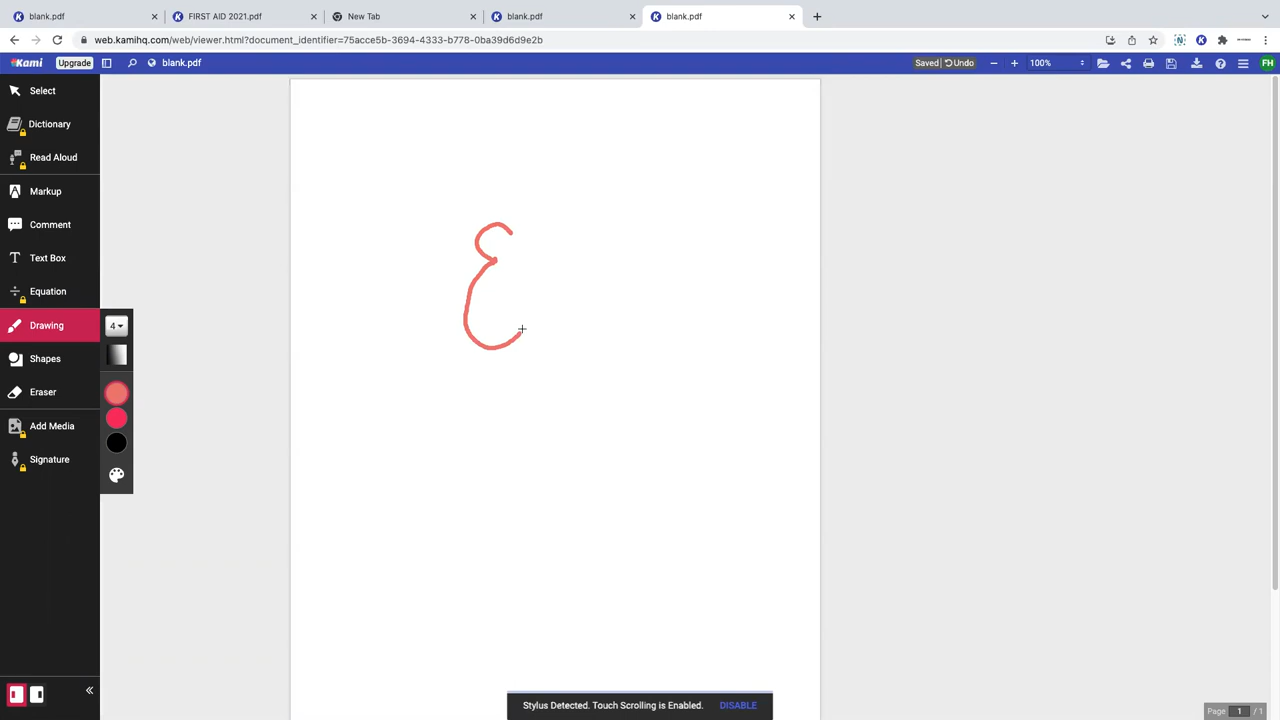 blank.pdf
FIRST AID 2021.pdf
New Tab
blank.pdf
blank.pdf
web.kamihq.com/web/viewer.html?document_identifier=75acce5b-3694-4333-b778-0ba39d6d9e2b
Kami
Upgrade
blank.pdf
Saved
Undo
100%
FH
Select
Dictionary
Read Aloud
Markup
Comment
Text Box
Equation
Drawing
4
Shapes
Eraser
Add Media
Signature
Stylus Detected. Touch Scrolling is Enabled. DISABLE
Page: 1 / 1